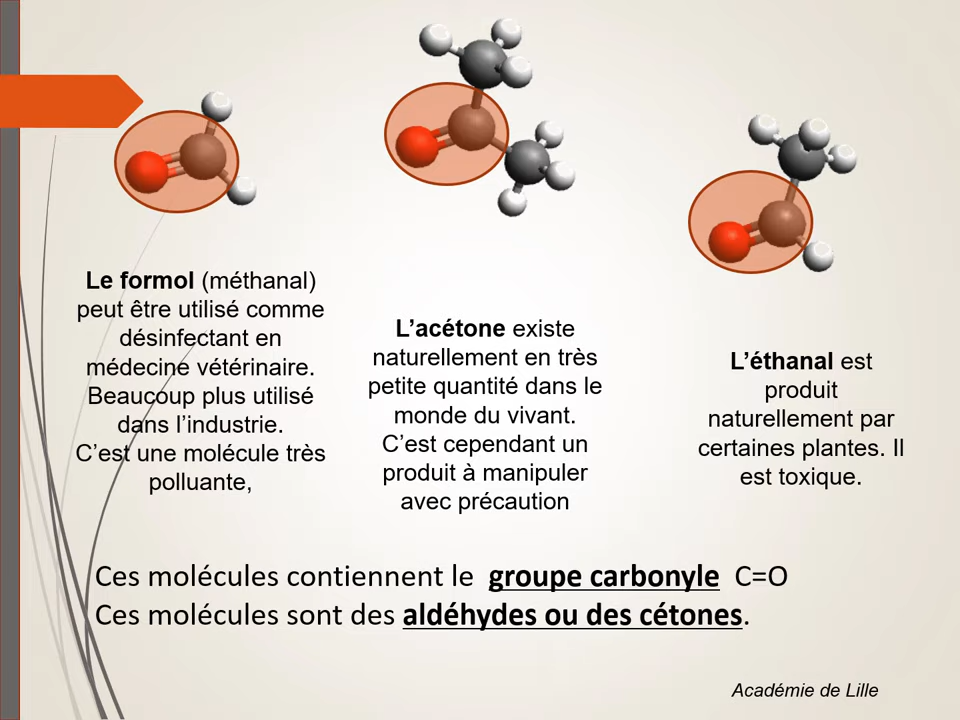 Le formol (méthanal)
peut être utilisé comme
désinfectant en
médecine vétérinaire.
Beaucoup plus utilisé
dans l’industrie.
C’est une molécule très
polluante,
L’acétone existe
naturellement en très
petite quantité dans le
monde du vivant.
C’est cependant un
produit à manipuler
avec précaution
L’éthanal est
produit
naturellement par
certaines plantes. Il
est toxique.
Ces molécules contiennent le groupe carbonyle C=O
Ces molécules sont des aldéhydes ou des cétones.
Académie de Lille